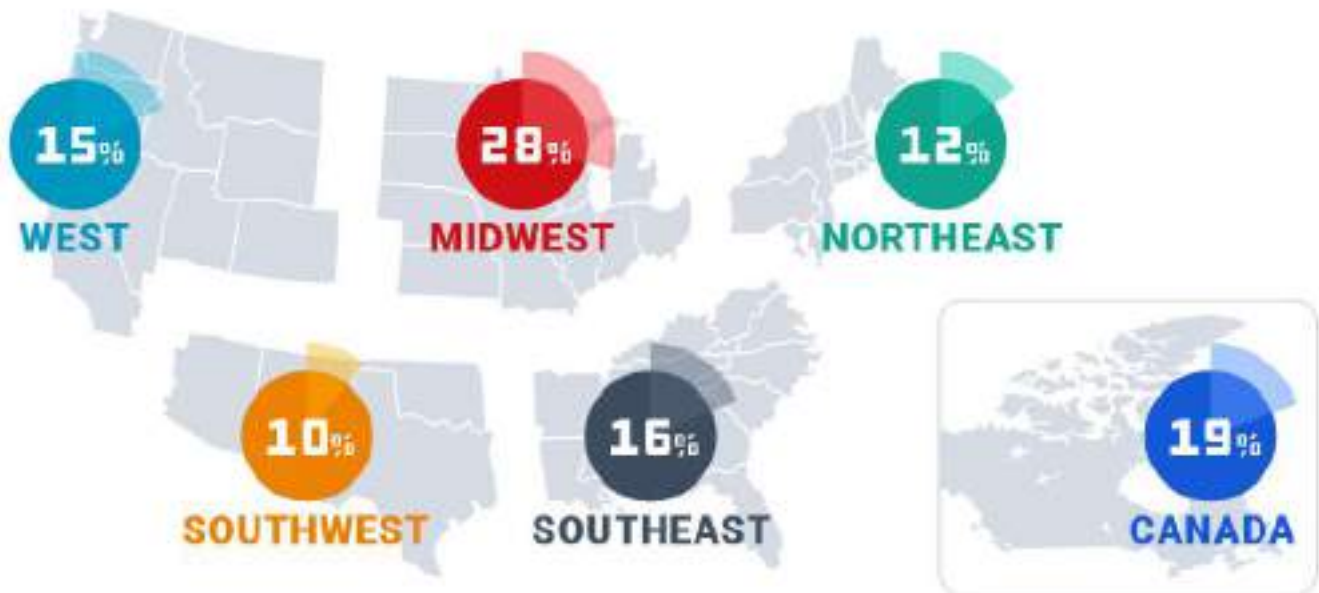 15%
WEST
28%
MIDWEST
12%
NORTHEAST
10%
SOUTHWEST
16%
SOUTHEAST
19%
CANADA